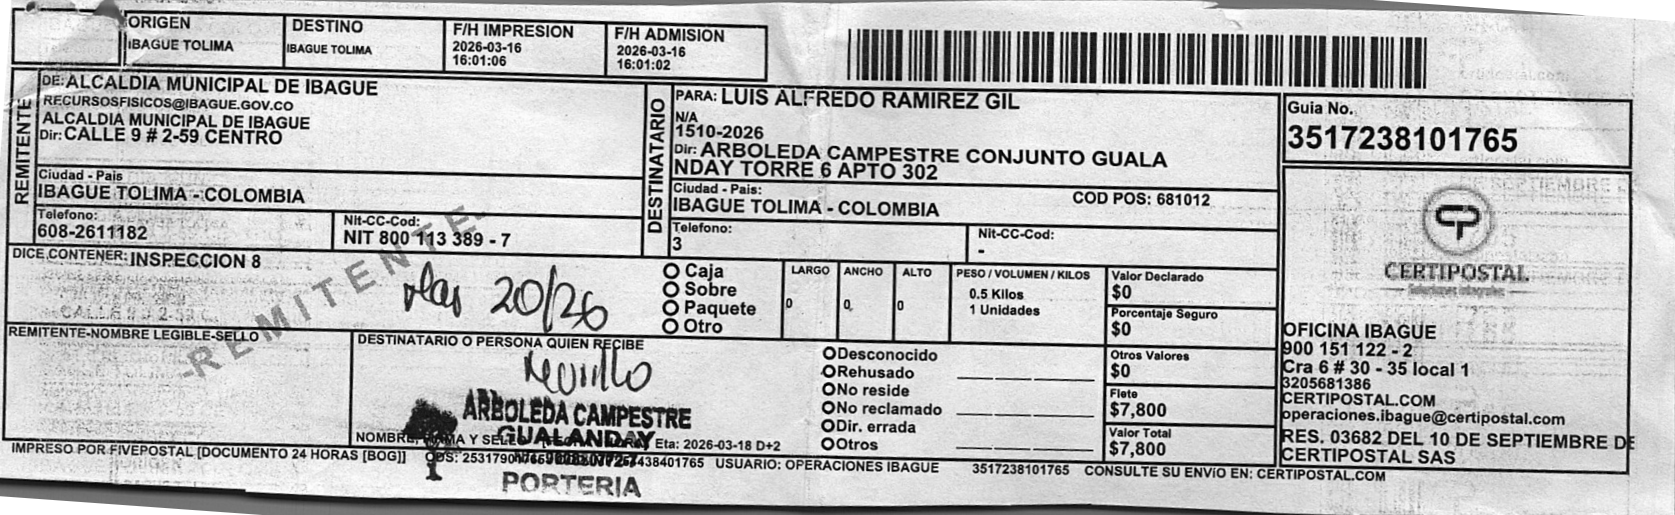 ORIGEN
IBAGUE TOLIMA
DESTINO
IBAGUE TOLIMA
F/H IMPRESION
2026-03-16
16:01:06
F/H ADMISION
2026-03-16
16:01:02
REMITENTE
DE: ALCALDIA MUNICIPAL DE IBAGUE
RECURSOSFISICOS@IBAGUE.GOV.CO
ALCALDIA MUNICIPAL DE IBAGUE
Dir: CALLE 9 # 2-59 CENTRO
Ciudad - Pais
IBAGUE TOLIMA - COLOMBIA
Telefono:
608-2611182
Nit-CC-Cod:
NIT 800 113 389 - 7
DESTINATARIO
PARA: LUIS ALFREDO RAMIREZ GIL
N/A
1510-2026
Dir: ARBOLEDA CAMPESTRE CONJUNTO GUALA
NDAY TORRE 6 APTO 302
Ciudad - Pais:
IBAGUE TOLIMA - COLOMBIA
COD POS: 681012
Telefono:
3
Nit-CC-Cod:
-
Guia No.
3517238101765
CERTIPOSTAL
Soluciones Integrales
DICE CONTENER: INSPECCION 8
-REMITENTE-
Mar 20/26
Caja
Sobre
Paquete
Otro
LARGO
0
ANCHO
0
ALTO
0
PESO / VOLUMEN / KILOS
0.5 Kilos
1 Unidades
Valor Declarado
$0
Porcentaje Seguro
$0
Otros Valores
$0
Flete
$7,800
Valor Total
$7,800
REMITENTE-NOMBRE LEGIBLE-SELLO
DESTINATARIO O PERSONA QUIEN RECIBE
ARBOLEDA CAMPESTRE
GUALANDAY
PORTERIA
Eta: 2026-03-18 D+2
Desconocido
Rehusado
No reside
No reclamado
Dir. errada
Otros
OFICINA IBAGUE
900 151 122 - 2
Cra 6 # 30 - 35 local 1
3205681386
CERTIPOSTAL.COM
operaciones.ibague@certipostal.com
RES. 03682 DEL 10 DE SEPTIEMBRE DE
CERTIPOSTAL SAS
IMPRESO POR FIVEPOSTAL [DOCUMENTO 24 HORAS [BOG]]
USUARIO: OPERACIONES IBAGUE
3517238101765
CONSULTE SU ENVIO EN: CERTIPOSTAL.COM